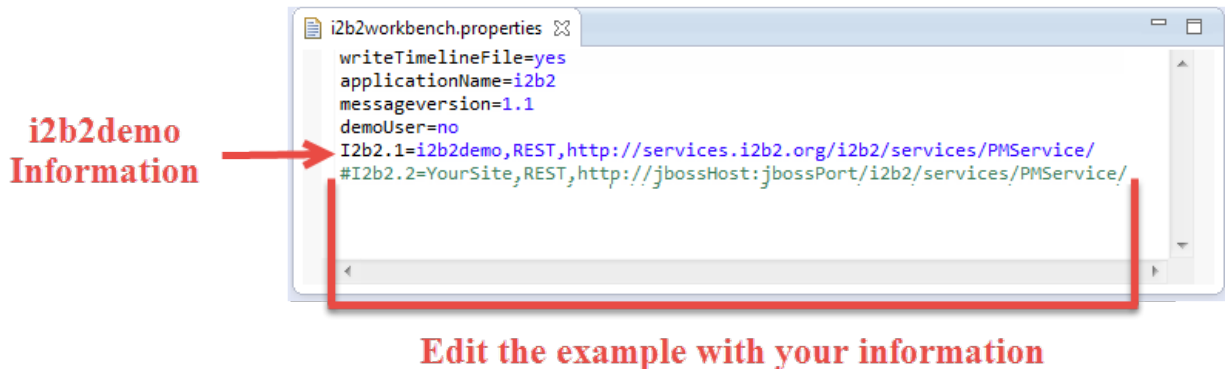 i2b2workbench.properties
writeTimelineFile=yes
applicationName=i2b2
messageversion=1.1
demoUser=no
i2b2demo
Information
I2b2.1=i2b2demo,REST,http://services.i2b2.org/i2b2/services/PMService/
#I2b2.2=YourSite,REST,http://jbossHost:jbossPort/i2b2/services/PMService/
Edit the example with your information